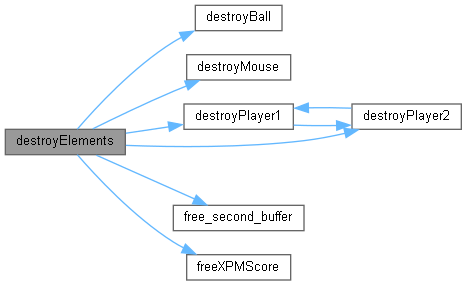 destroyBall
destroyMouse
destroyPlayer1
destroyPlayer2
destroyElements
free_second_buffer
freeXPMScore